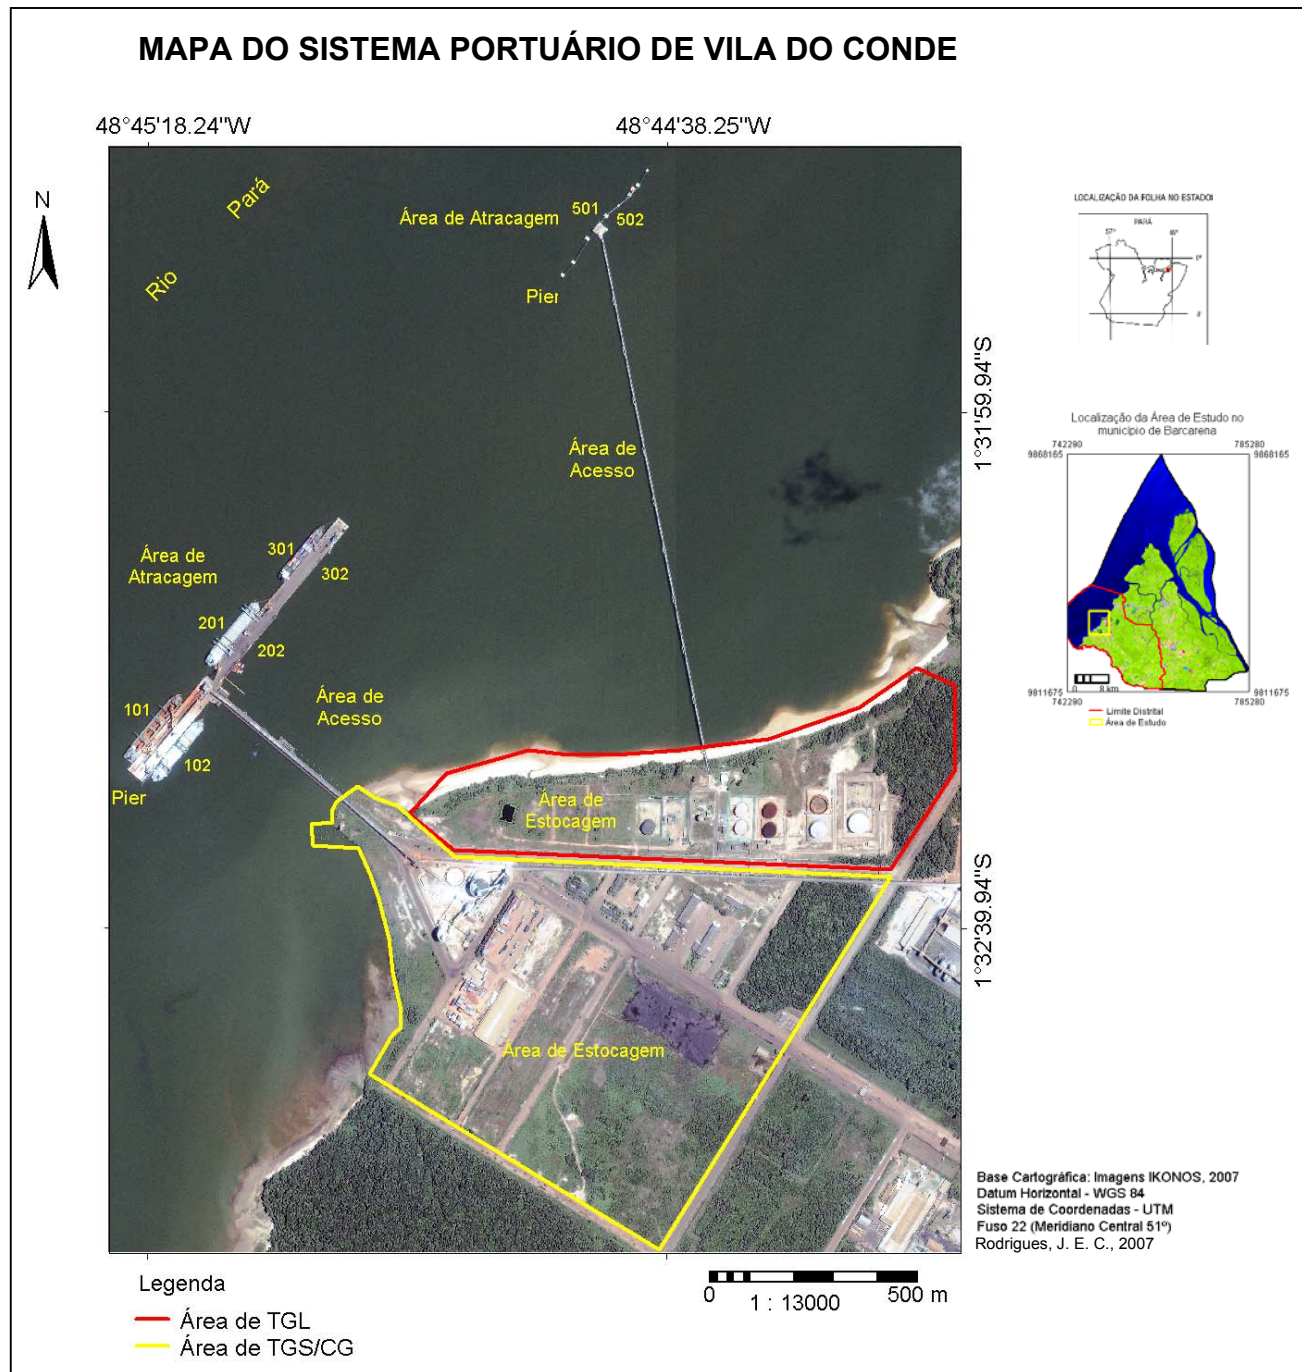 MAPA DO SISTEMA PORTUÁRIO DE VILA DO CONDE
48°45'18.24"W
48°44'38.25"W
N
Rio Pará
Área de Atracagem
501
502
Pier
Área de
Acesso
1°31'59.94"S
Área de
Atracagem
301
302
201
202
Área de
Acesso
101
102
Pier
Área de
Estocagem
1°32'39.94"S
Área de Estocagem
LOCALIZAÇÃO DA FOLHA NO ESTADO
PARÁ
57°
0°
Localização da Área de Estudo no
município de Barcarena
742290
785280
9868165
9868165
0
8 km
9811675
9811675
742290
785280
Limite Distrital
Área de Estudo
Base Cartográfica: Imagens IKONOS, 2007
Datum Horizontal - WGS 84
Sistema de Coordenadas - UTM
Fuso 22 (Meridiano Central 51º)
Rodrigues, J. E. C., 2007
Legenda
Área de TGL
Área de TGS/CG
0
500 m
1 : 13000